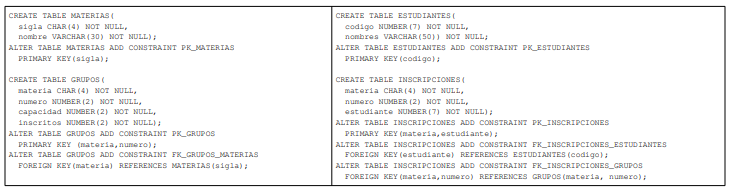 CREATE TABLE MATERIAS(
sigla CHAR(4) NOT NULL,
nombre VARCHAR(30) NOT NULL);
ALTER TABLE MATERIAS ADD CONSTRAINT PK_MATERIAS
PRIMARY KEY(sigla);
CREATE TABLE GRUPOS(
materia CHAR(4) NOT NULL,
numero NUMBER(2) NOT NULL,
capacidad NUMBER(2) NOT NULL,
inscritos NUMBER(2) NOT NULL);
ALTER TABLE GRUPOS ADD CONSTRAINT PK_GRUPOS
PRIMARY KEY (materia,numero);
ALTER TABLE GRUPOS ADD CONSTRAINT FK_GRUPOS_MATERIAS
FOREIGN KEY(materia) REFERENCES MATERIAS(sigla);
CREATE TABLE ESTUDIANTES(
codigo NUMBER(7) NOT NULL,
nombres VARCHAR(50)) NOT NULL;
ALTER TABLE ESTUDIANTES ADD CONSTRAINT PK_ESTUDIANTES
PRIMARY KEY(codigo);
CREATE TABLE INSCRIPCIONES(
materia CHAR(4) NOT NULL,
numero NUMBER(2) NOT NULL,
estudiante NUMBER(7) NOT NULL);
ALTER TABLE INSCRIPCIONES ADD CONSTRAINT PK_INSCRIPCIONES
PRIMARY KEY(materia,estudiante);
ALTER TABLE INSCRIPCIONES ADD CONSTRAINT FK_INSCRIPCIONES_ESTUDIANTES
FOREIGN KEY(estudiante) REFERENCES ESTUDIANTES(codigo);
ALTER TABLE INSCRIPCIONES ADD CONSTRAINT FK_INSCRIPCIONES_GRUPOS
FOREIGN KEY(materia,numero) REFERENCES GRUPOS(materia, numero);